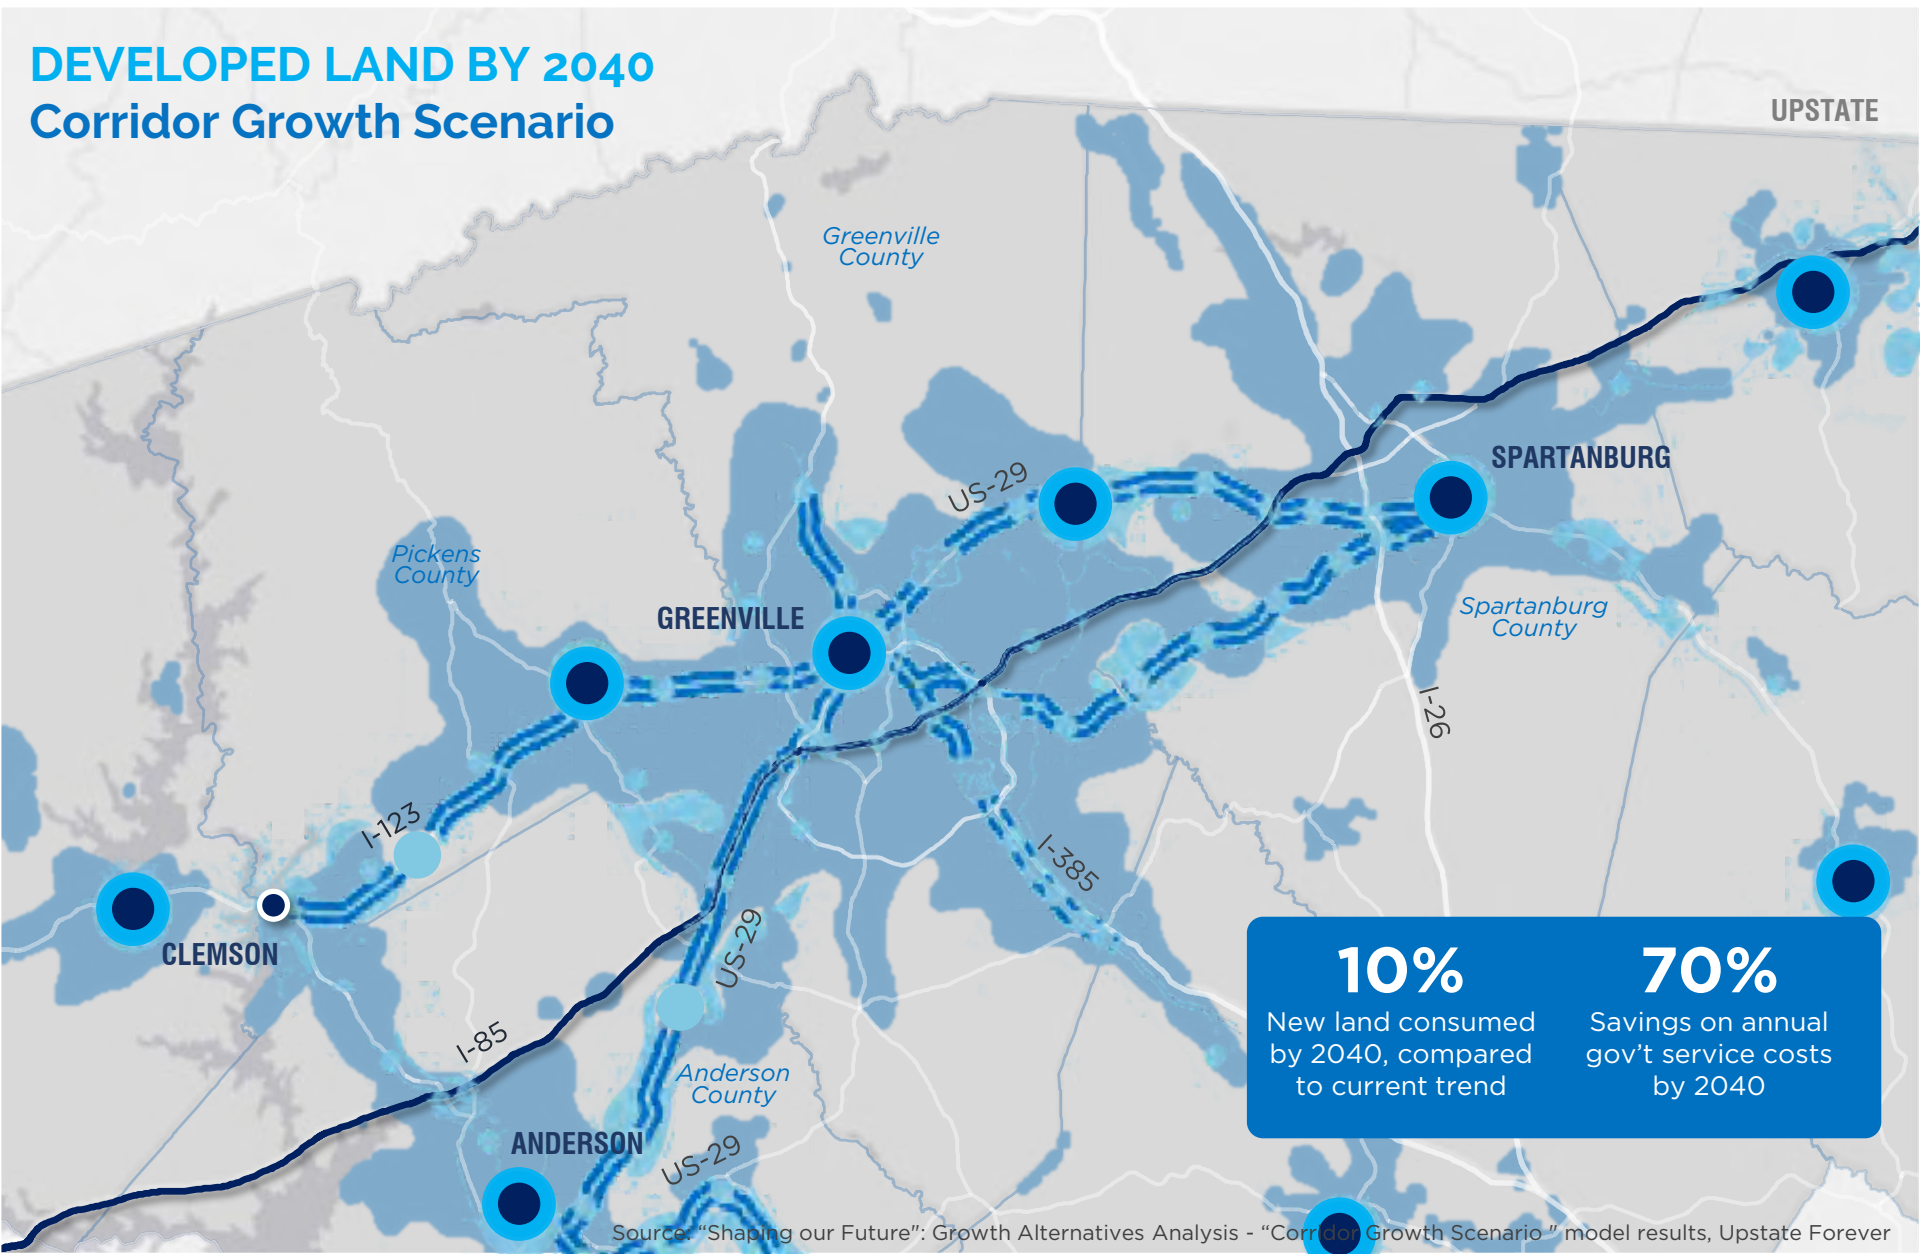 DEVELOPED LAND BY 2040
Corridor Growth Scenario
UPSTATE
Greenville
County
SPARTANBURG
US-29
Pickens
County
GREENVILLE
Spartanburg
County
I-26
I-123
I-385
CLEMSON
US-29
I-85
Anderson
County
ANDERSON
US-29
10%
New land consumed
by 2040, compared
to current trend
70%
Savings on annual
gov’t service costs
by 2040
Source: “Shaping our Future": Growth Alternatives Analysis - “Corridor Growth Scenario " model results, Upstate Forever